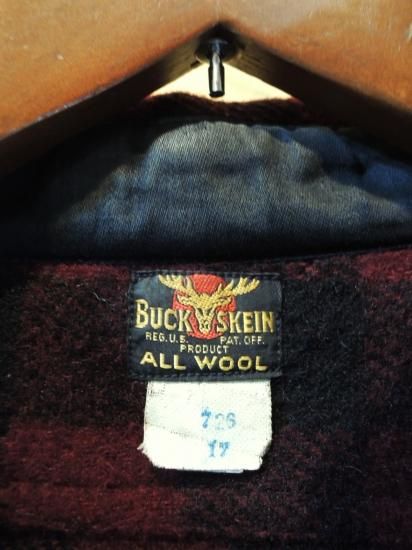 BUCK SKEIN
REG. U.S. PAT. OFF.
PRODUCT
ALL WOOL
726
17